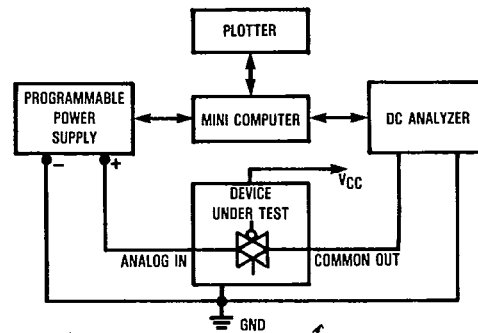 PLOTTER
PROGRAMMABLE
POWER
SUPPLY
MINI COMPUTER
DC ANALYZER
− +
VCC
DEVICE
UNDER TEST
ANALOG IN
COMMON OUT
GND